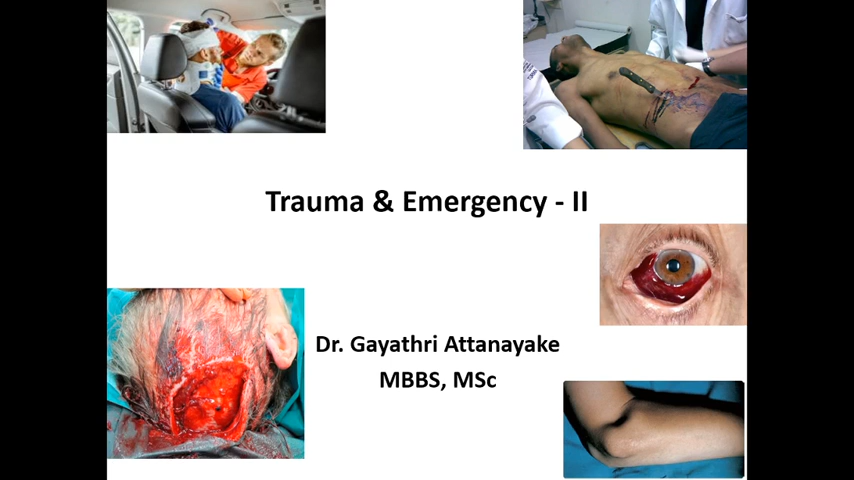 Trauma & Emergency - II
Dr. Gayathri Attanayake
MBBS, MSc